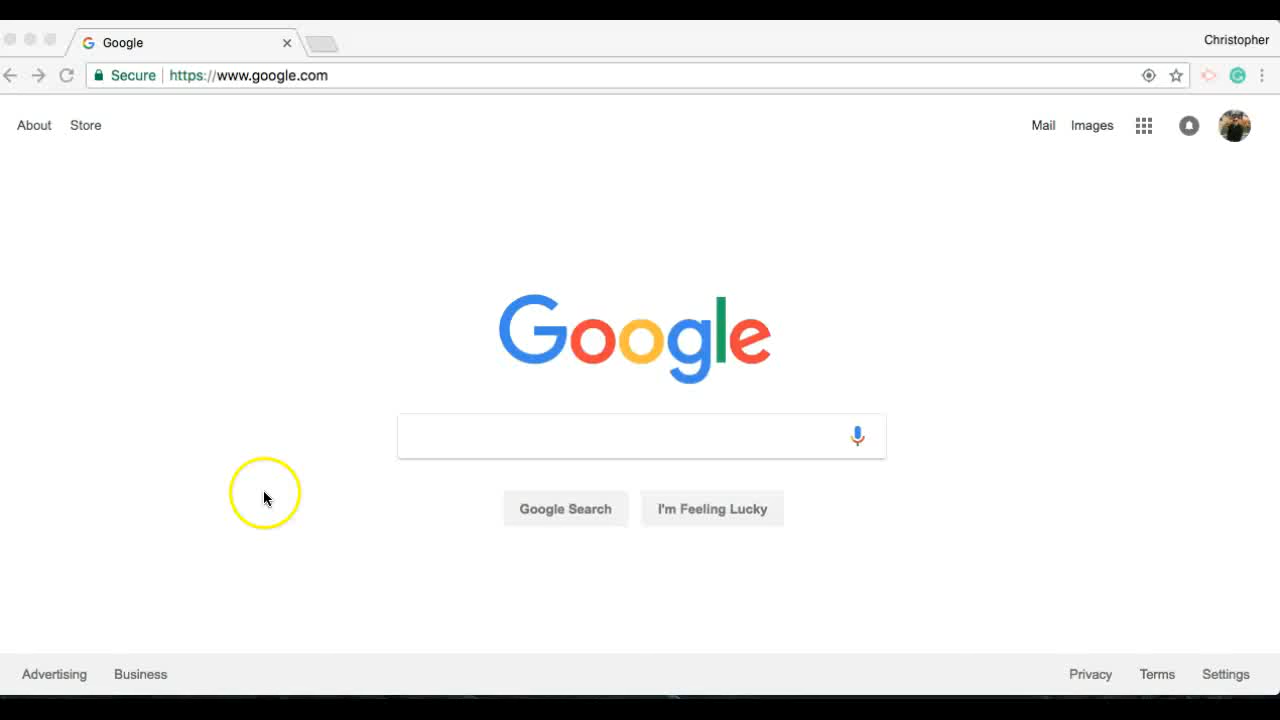 Google
Christopher
Secure https://www.google.com
About Store
Mail Images
Google
Google Search I'm Feeling Lucky
Advertising Business
Privacy Terms Settings